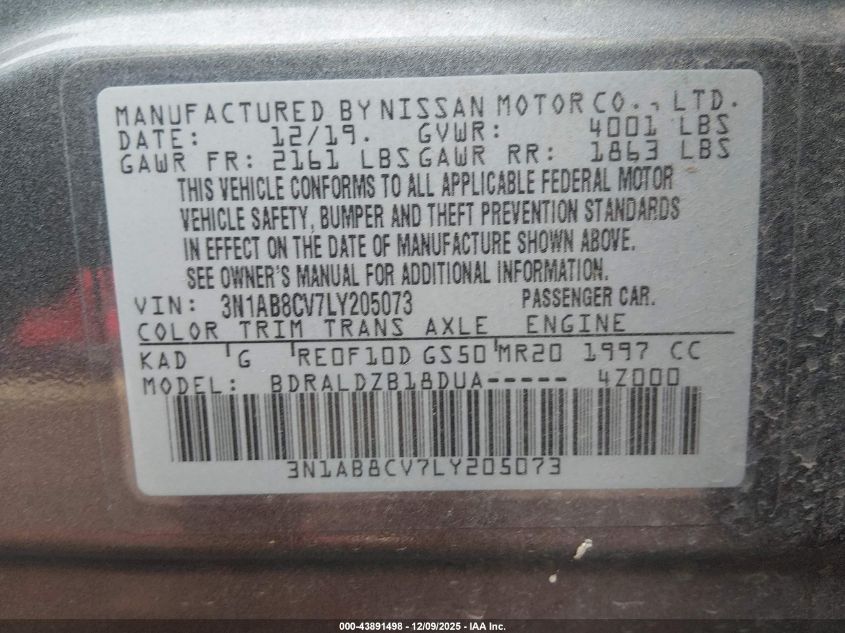 MANUFACTURED BY NISSAN MOTOR CO., LTD.
DATE: 12/19. GVWR: 4001 LBS
GAWR FR: 2161 LBS GAWR RR: 1863 LBS
THIS VEHICLE CONFORMS TO ALL APPLICABLE FEDERAL MOTOR
VEHICLE SAFETY, BUMPER AND THEFT PREVENTION STANDARDS
IN EFFECT ON THE DATE OF MANUFACTURE SHOWN ABOVE.
SEE OWNER'S MANUAL FOR ADDITIONAL INFORMATION.
VIN: 3N1AB8CV7LY205073 PASSENGER CAR.
COLOR TRIM TRANS AXLE ENGINE
KAD G RE0F10D GS50 MR20 1997 CC
MODEL: BDRALDZB18DUA----- 4Z000
3N1AB8CV7LY205073
000-43891498 - 12/09/2025 - IAA Inc.